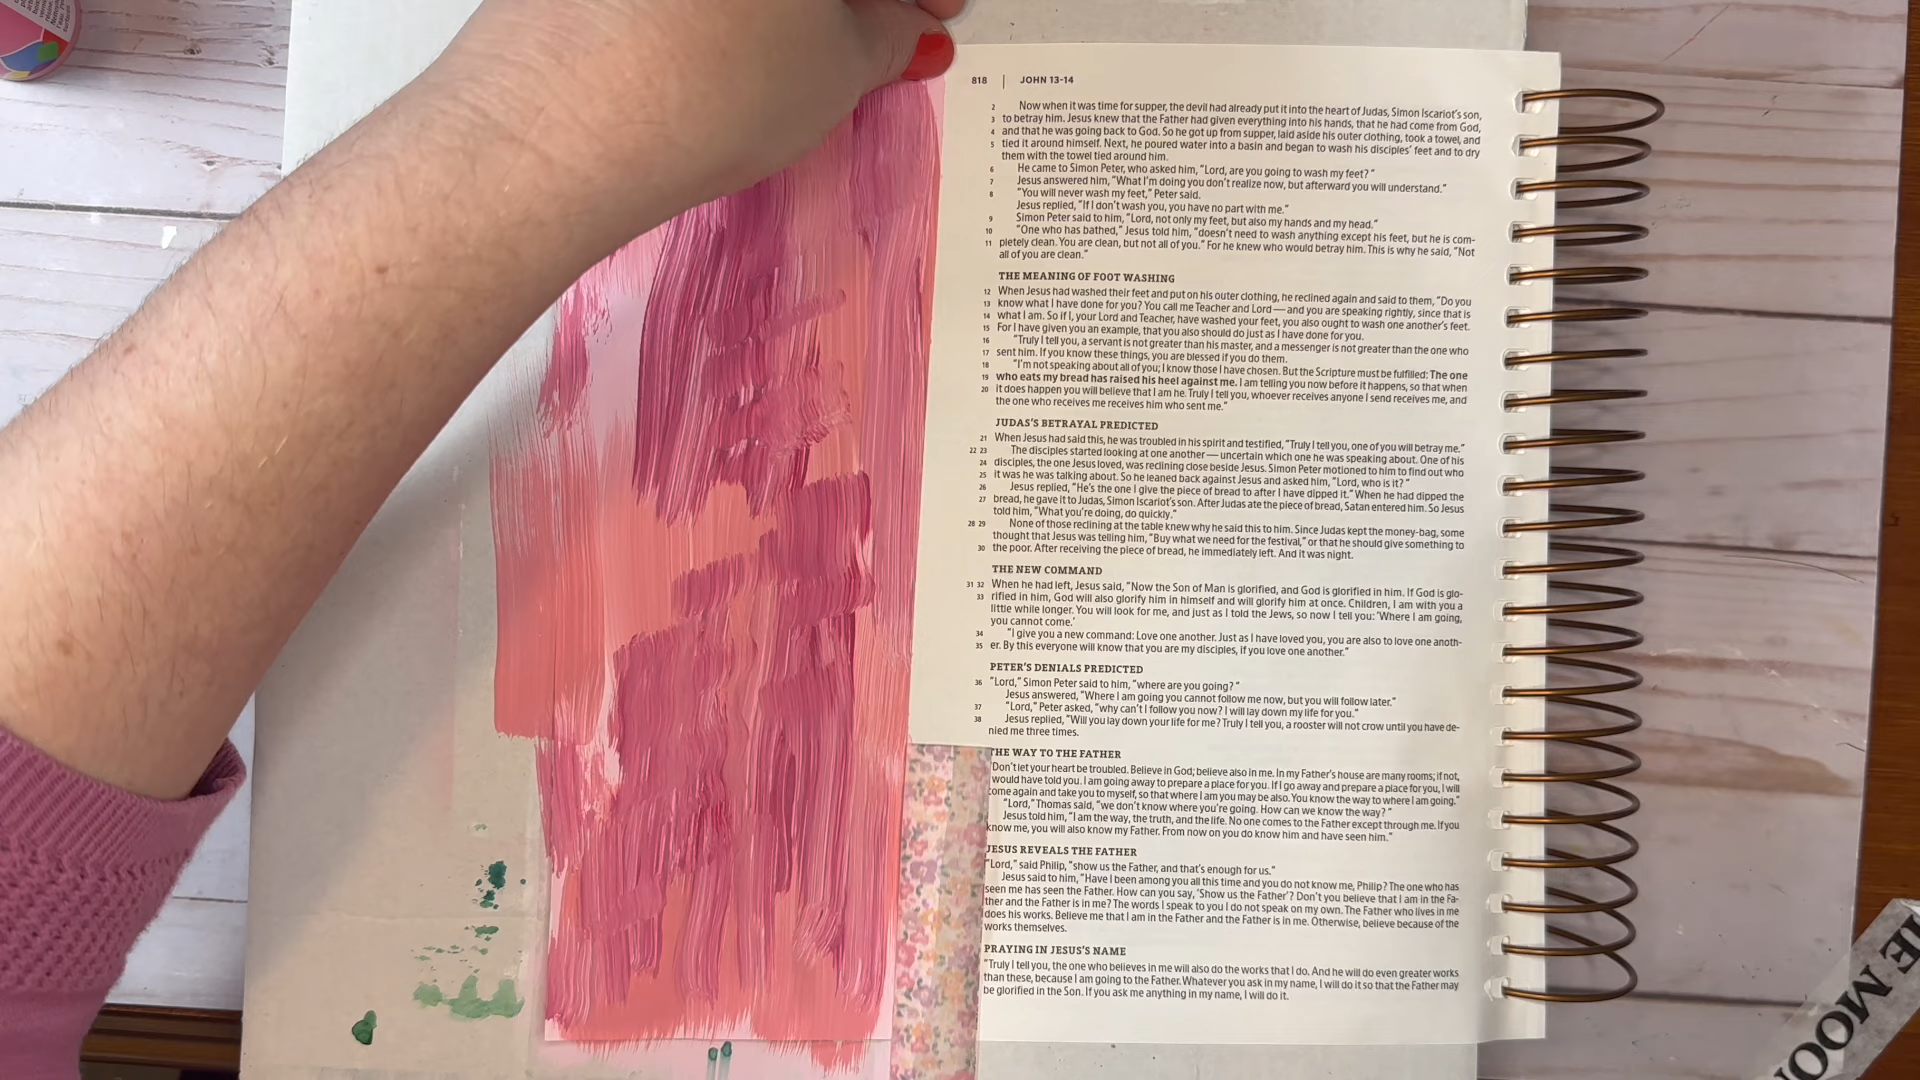 818 | JOHN 13-14
2 Now when it was time for supper, the devil had already put it into the heart of Judas, Simon Iscariot's son,
3 to betray him. Jesus knew that the Father had given everything into his hands, that he had come from God,
4 and that he was going back to God. So he got up from supper, laid aside his outer clothing, took a towel, and
5 tied it around himself. Next, he poured water into a basin and began to wash his disciples' feet and to dry
them with the towel tied around him.
6 He came to Simon Peter, who asked him, "Lord, are you going to wash my feet?"
7 Jesus answered him, "What I'm doing you don't realize now, but afterward you will understand."
8 "You will never wash my feet," Peter said.
Jesus replied, "If I don't wash you, you have no part with me."
9 Simon Peter said to him, "Lord, not only my feet, but also my hands and my head."
10 "One who has bathed," Jesus told him, "doesn't need to wash anything except his feet, but he is com-
11 pletely clean. You are clean, but not all of you." For he knew who would betray him. This is why he said, "Not
all of you are clean."
THE MEANING OF FOOT WASHING
12 When Jesus had washed their feet and put on his outer clothing, he reclined again and said to them, "Do you
13 know what I have done for you? You call me Teacher and Lord — and you are speaking rightly, since that is
14 what I am. So if I, your Lord and Teacher, have washed your feet, you also ought to wash one another's feet.
15 For I have given you an example, that you also should do just as I have done for you.
16 "Truly I tell you, a servant is not greater than his master, and a messenger is not greater than the one who
17 sent him. If you know these things, you are blessed if you do them.
18 "I'm not speaking about all of you; I know those I have chosen. But the Scripture must be fulfilled: The one
19 who eats my bread has raised his heel against me. I am telling you now before it happens, so that when
20 it does happen you will believe that I am he. Truly I tell you, whoever receives anyone I send receives me, and
the one who receives me receives him who sent me."
JUDAS'S BETRAYAL PREDICTED
21 When Jesus had said this, he was troubled in his spirit and testified, "Truly I tell you, one of you will betray me."
22 23 The disciples started looking at one another — uncertain which one he was speaking about. One of his
24 disciples, the one Jesus loved, was reclining close beside Jesus. Simon Peter motioned to him to find out who
25 it was he was talking about. So he leaned back against Jesus and asked him, "Lord, who is it?"
26 Jesus replied, "He's the one I give the piece of bread to after I have dipped it." When he had dipped the
27 bread, he gave it to Judas, Simon Iscariot's son. After Judas ate the piece of bread, Satan entered him. So Jesus
told him, "What you're doing, do quickly."
28 29 None of those reclining at the table knew why he said this to him. Since Judas kept the money-bag, some
thought that Jesus was telling him, "Buy what we need for the festival," or that he should give something to
30 the poor. After receiving the piece of bread, he immediately left. And it was night.
THE NEW COMMAND
31 32 When he had left, Jesus said, "Now the Son of Man is glorified, and God is glorified in him. If God is glo-
33 rified in him, God will also glorify him in himself and will glorify him at once. Children, I am with you a
little while longer. You will look for me, and just as I told the Jews, so now I tell you: 'Where I am going,
you cannot come.'
34 "I give you a new command: Love one another. Just as I have loved you, you are also to love one anoth-
35 er. By this everyone will know that you are my disciples, if you love one another."
PETER'S DENIALS PREDICTED
36 "Lord," Simon Peter said to him, "where are you going?"
Jesus answered, "Where I am going you cannot follow me now, but you will follow later."
37 "Lord," Peter asked, "why can't I follow you now? I will lay down my life for you."
38 Jesus replied, "Will you lay down your life for me? Truly I tell you, a rooster will not crow until you have de-
nied me three times.
THE WAY TO THE FATHER
"Don't let your heart be troubled. Believe in God; believe also in me. In my Father's house are many rooms; if not,
would have told you. I am going away to prepare a place for you. If I go away and prepare a place for you, I will
come again and take you to myself, so that where I am you may be also. You know the way to where I am going."
"Lord," Thomas said, "we don't know where you're going. How can we know the way?"
Jesus told him, "I am the way, the truth, and the life. No one comes to the Father except through me. If you
know me, you will also know my Father. From now on you do know him and have seen him."
JESUS REVEALS THE FATHER
"Lord," said Philip, "show us the Father, and that's enough for us."
Jesus said to him, "Have I been among you all this time and you do not know me, Philip? The one who has
seen me has seen the Father. How can you say, 'Show us the Father'? Don't you believe that I am in the Fa-
ther and the Father is in me? The words I speak to you I do not speak on my own. The Father who lives in me
does his works. Believe me that I am in the Father and the Father is in me. Otherwise, believe because of the
works themselves.
PRAYING IN JESUS'S NAME
"Truly I tell you, the one who believes in me will also do the works that I do. And he will do even greater works
than these, because I am going to the Father. Whatever you ask in my name, I will do it so that the Father may
be glorified in the Son. If you ask me anything in my name, I will do it.